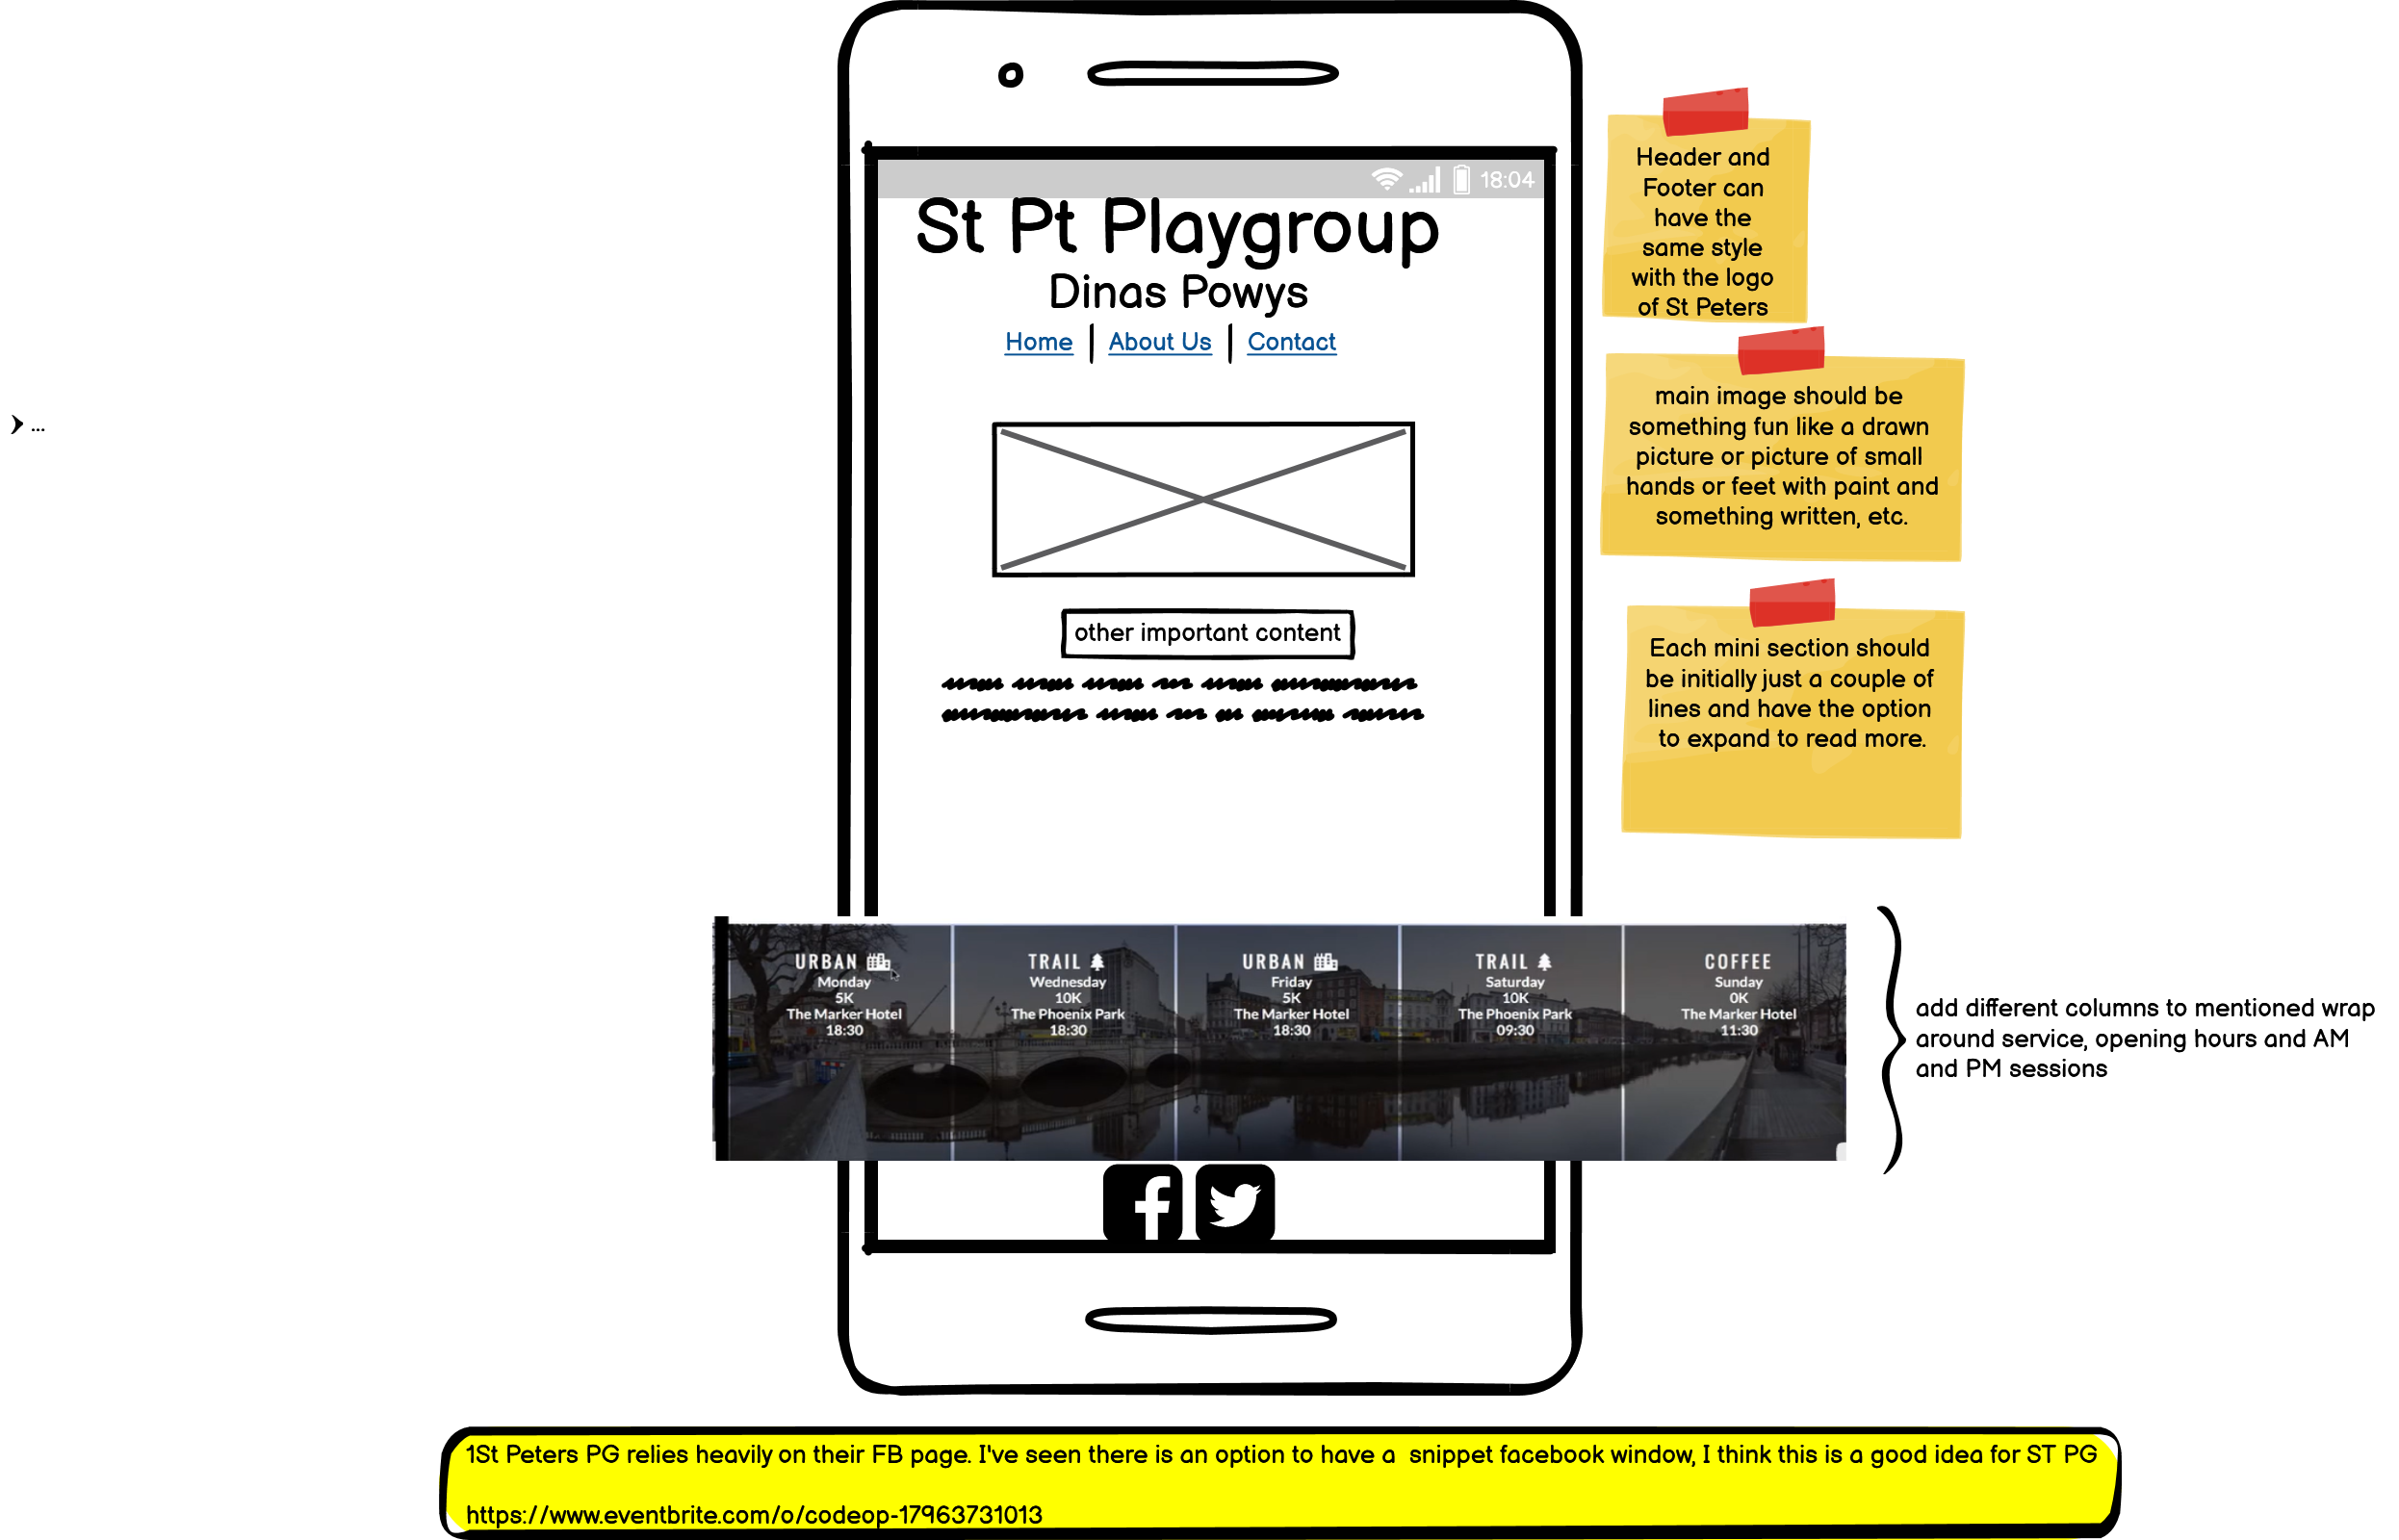 18:04
St Pt Playgroup
Dinas Powys
Home | About Us | Contact
other important content
...
Header and
Footer can
have the
same style
with the logo
of St Peters
main image should be
something fun like a drawn
picture or picture of small
hands or feet with paint and
something written, etc.
Each mini section should
be initially just a couple of
lines and have the option
to expand to read more.
URBAN
Monday
5K
The Marker Hotel
18:30
TRAIL
Wednesday
10K
The Phoenix Park
18:30
URBAN
Friday
5K
The Marker Hotel
18:30
TRAIL
Saturday
10K
The Phoenix Park
09:30
COFFEE
Sunday
0K
The Marker Hotel
11:30
add different columns to mentioned wrap
around service, opening hours and AM
and PM sessions
1St Peters PG relies heavily on their FB page. I've seen there is an option to have a  snippet facebook window, I think this is a good idea for ST PG
https://www.eventbrite.com/o/codeop-17963731013